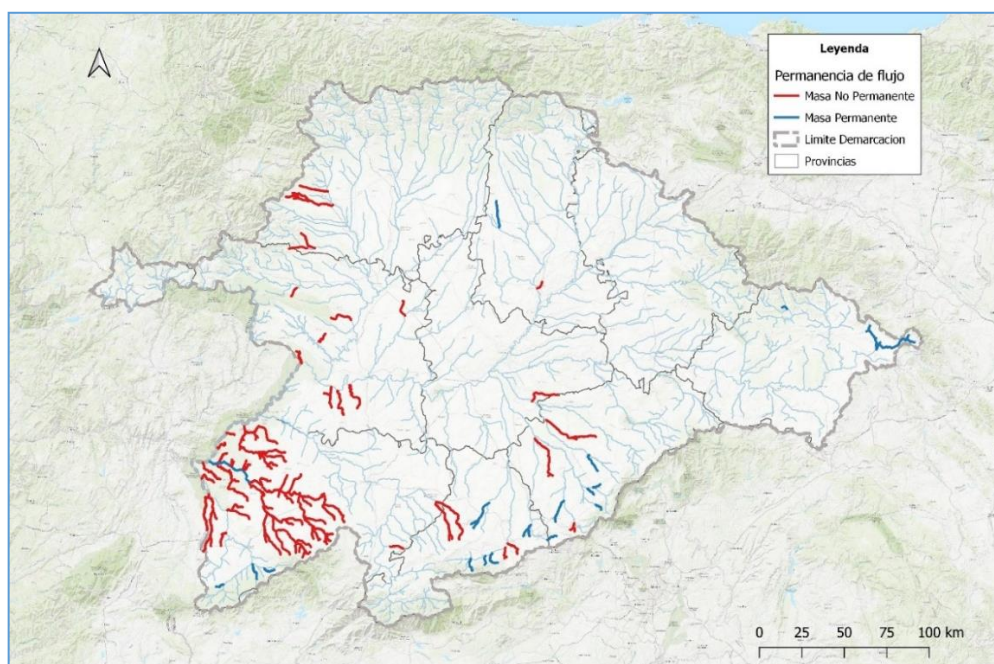 Leyenda
Permanencia de flujo
Masa No Permanente
Masa Permanente
Limite Demarcacion
Provincias
0 25 50 75 100 km